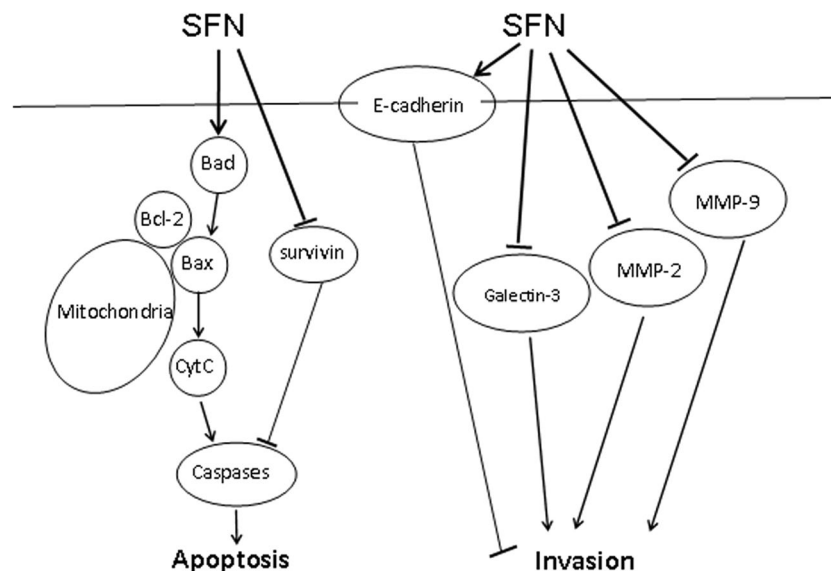 SFN
SFN
E-cadherin
Bad
MMP-9
Bcl-2
survivin
Bax
MMP-2
Galectin-3
Mitochondria
CytC
Caspases
Apoptosis
Invasion